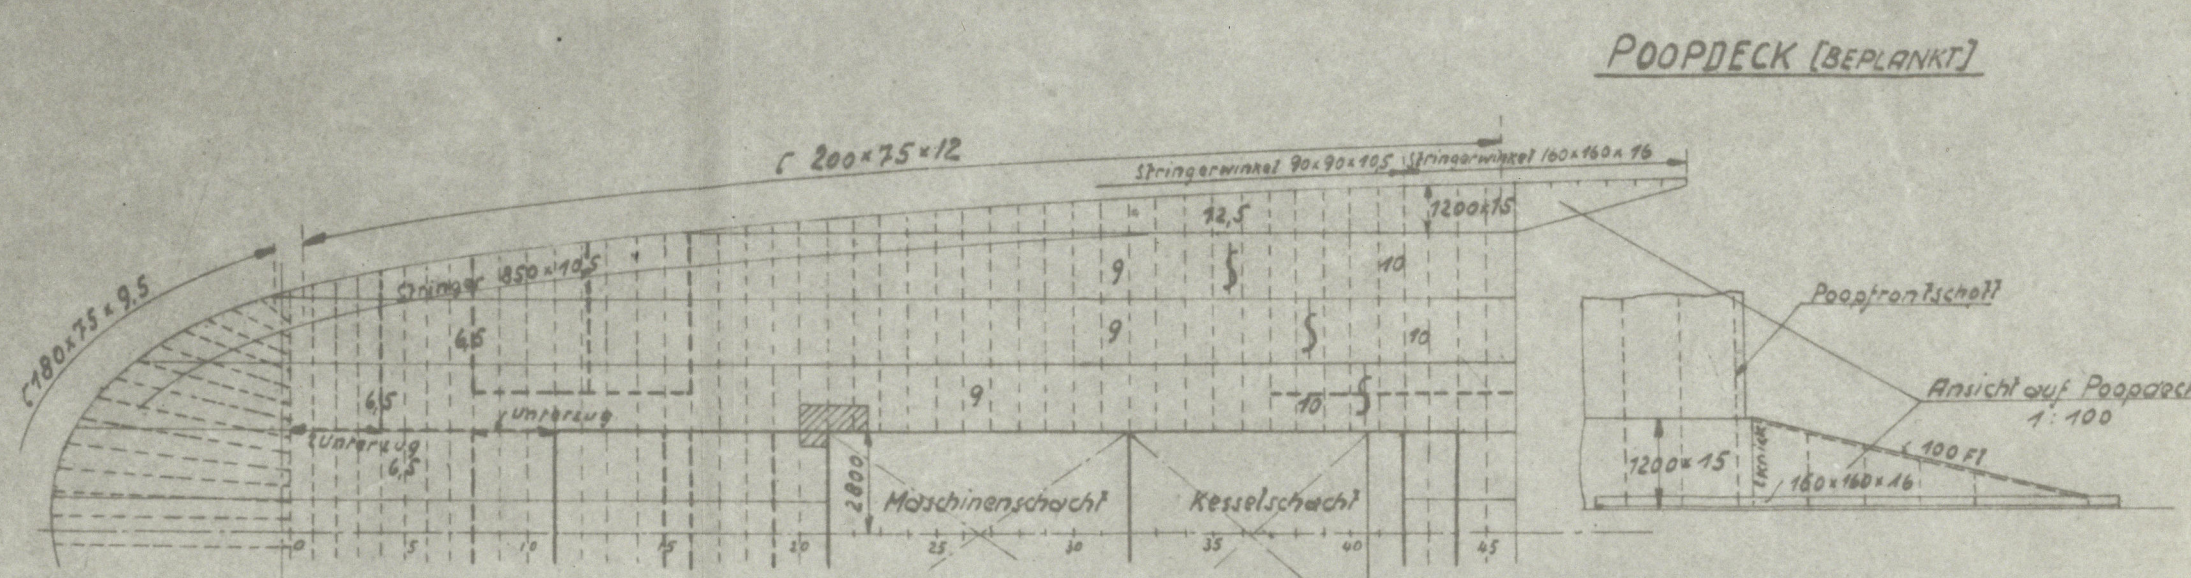 POOPDECK [BEPLANKT]
200×75×12
Stringerwinkel 90×90×10,5
Stringerwinkel 160×160×16
180×75×9,5
12,5
1200×15
Stringer 850×10,5
9
10
6,5
9
10
Poopfrontschott
6,5
9
10
Unterzug
Unterzug
6,5
2800
Maschinenschacht
Kesselschacht
Ansicht auf Poopdeck
1:100
1200×15
Knick
100 Fl
160×160×16
0 5 10 15 20 25 30 35 40 45